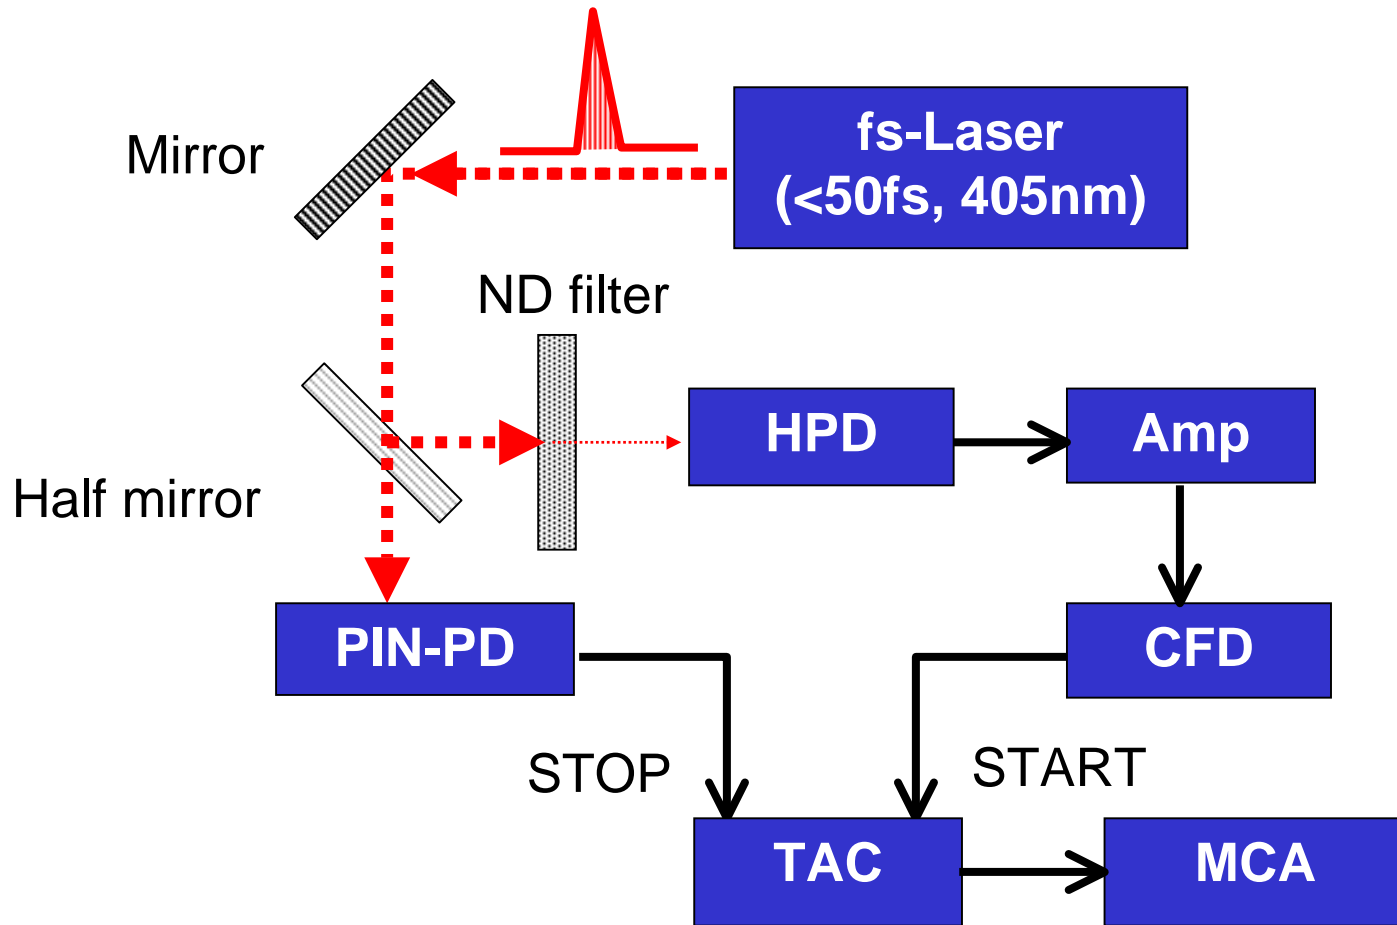 fs-Laser
(<50fs, 405nm)
Mirror
ND filter
HPD
Amp
Half mirror
PIN-PD
CFD
STOP
START
TAC
MCA